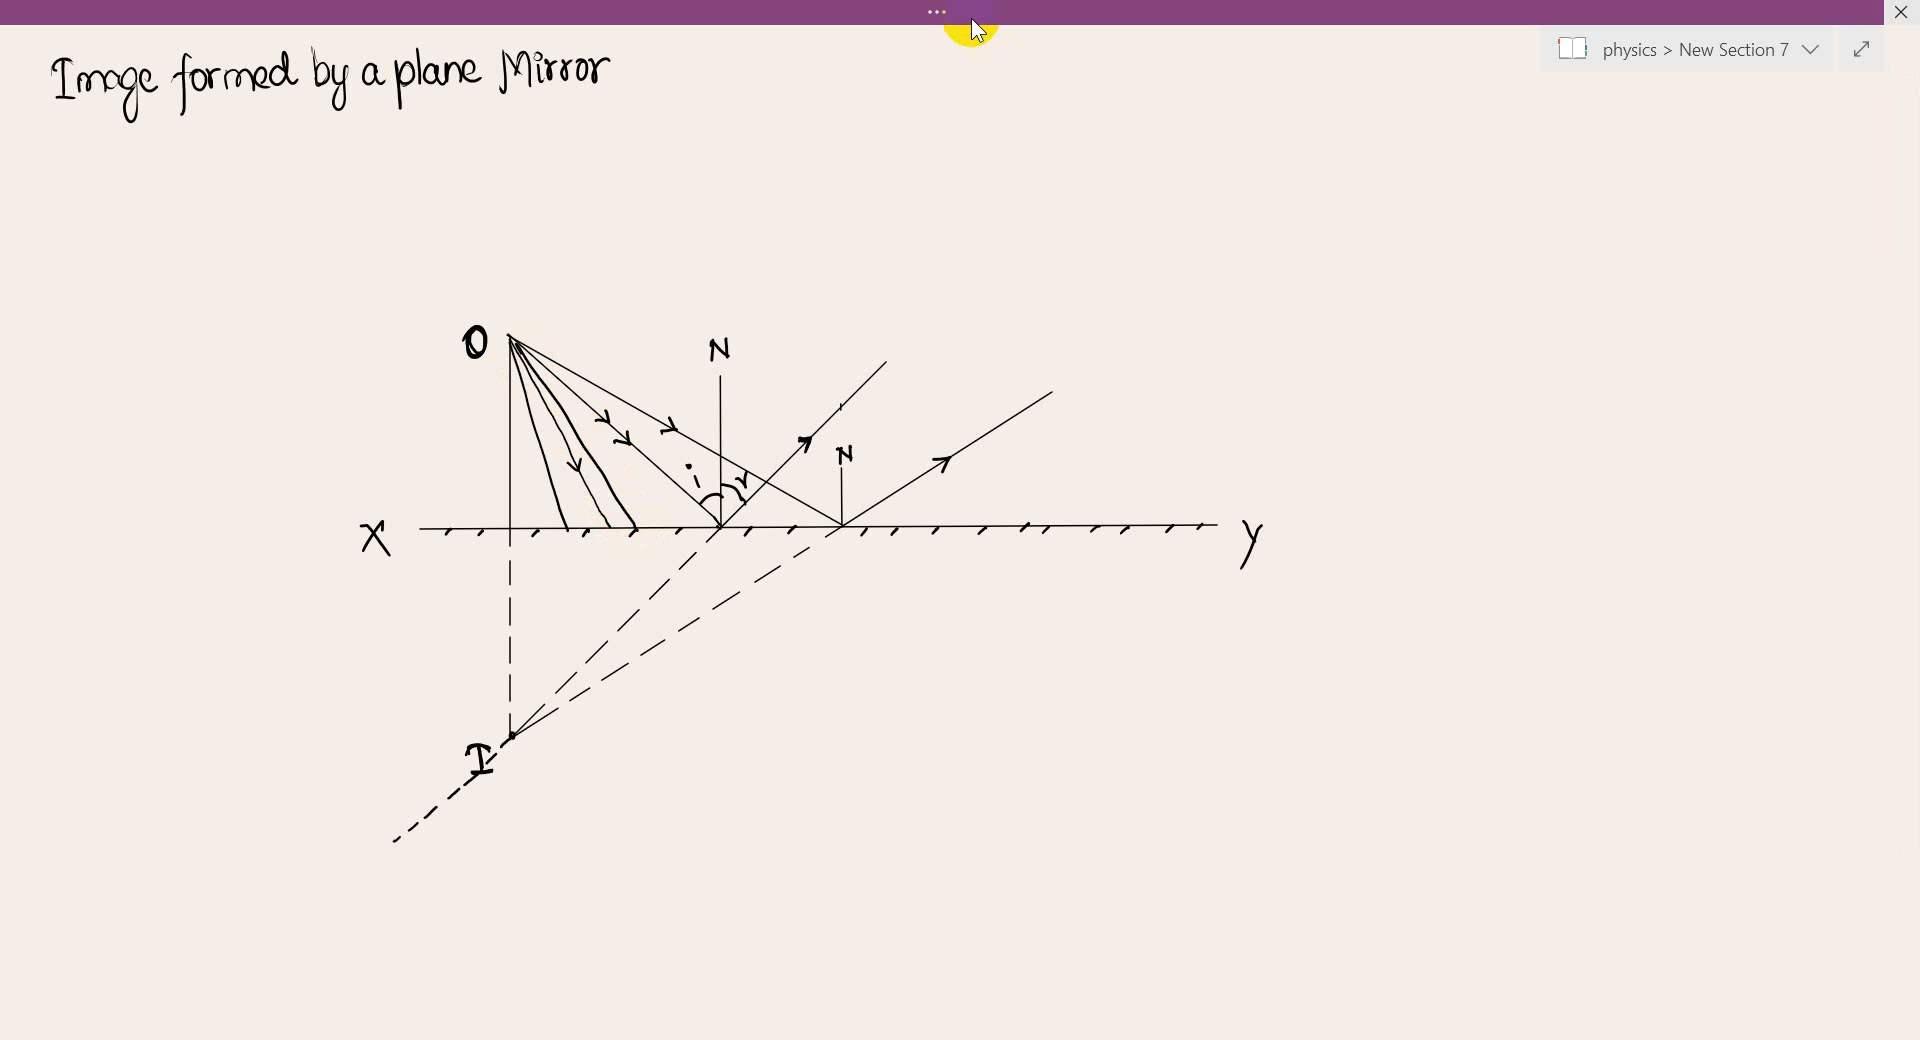 physics > New Section 7
Image formed by a plane Mirror
O
N
N
i
r
X
Y
I